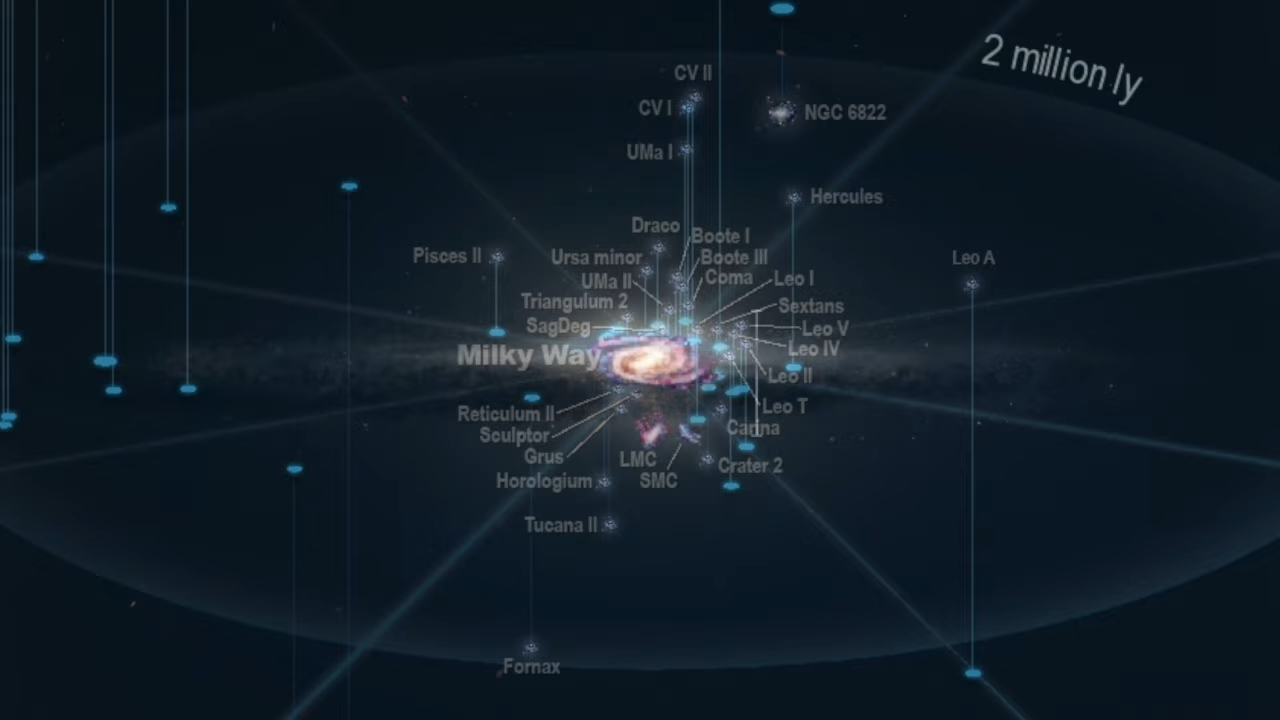 2 million ly
CV II
CV I
NGC 6822
UMa I
Hercules
Draco
Boote I
Pisces II
Ursa minor
Boote III
Leo A
UMa II
Coma
Leo I
Triangulum 2
Sextans
SagDeg
Leo V
Milky Way
Leo IV
Leo II
Reticulum II
Leo T
Sculptor
Carina
Grus
LMC
Crater 2
Horologium
SMC
Tucana II
Fornax